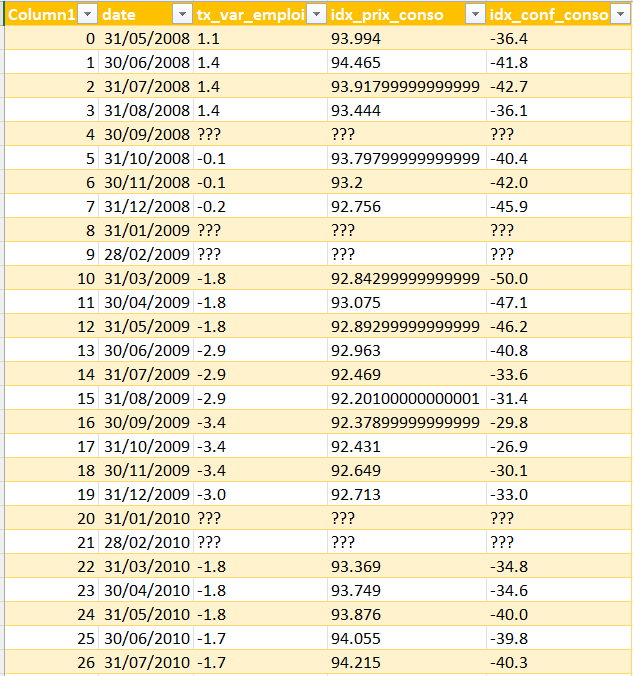 Column1 date tx_var_emploi idx_prix_conso idx_conf_conso
0 31/05/2008 1.1 93.994 -36.4
1 30/06/2008 1.4 94.465 -41.8
2 31/07/2008 1.4 93.91799999999999 -42.7
3 31/08/2008 1.4 93.444 -36.1
4 30/09/2008 ??? ??? ???
5 31/10/2008 -0.1 93.79799999999999 -40.4
6 30/11/2008 -0.1 93.2 -42.0
7 31/12/2008 -0.2 92.756 -45.9
8 31/01/2009 ??? ??? ???
9 28/02/2009 ??? ??? ???
10 31/03/2009 -1.8 92.84299999999999 -50.0
11 30/04/2009 -1.8 93.075 -47.1
12 31/05/2009 -1.8 92.89299999999999 -46.2
13 30/06/2009 -2.9 92.963 -40.8
14 31/07/2009 -2.9 92.469 -33.6
15 31/08/2009 -2.9 92.20100000000001 -31.4
16 30/09/2009 -3.4 92.37899999999999 -29.8
17 31/10/2009 -3.4 92.431 -26.9
18 30/11/2009 -3.4 92.649 -30.1
19 31/12/2009 -3.0 92.713 -33.0
20 31/01/2010 ??? ??? ???
21 28/02/2010 ??? ??? ???
22 31/03/2010 -1.8 93.369 -34.8
23 30/04/2010 -1.8 93.749 -34.6
24 31/05/2010 -1.8 93.876 -40.0
25 30/06/2010 -1.7 94.055 -39.8
26 31/07/2010 -1.7 94.215 -40.3